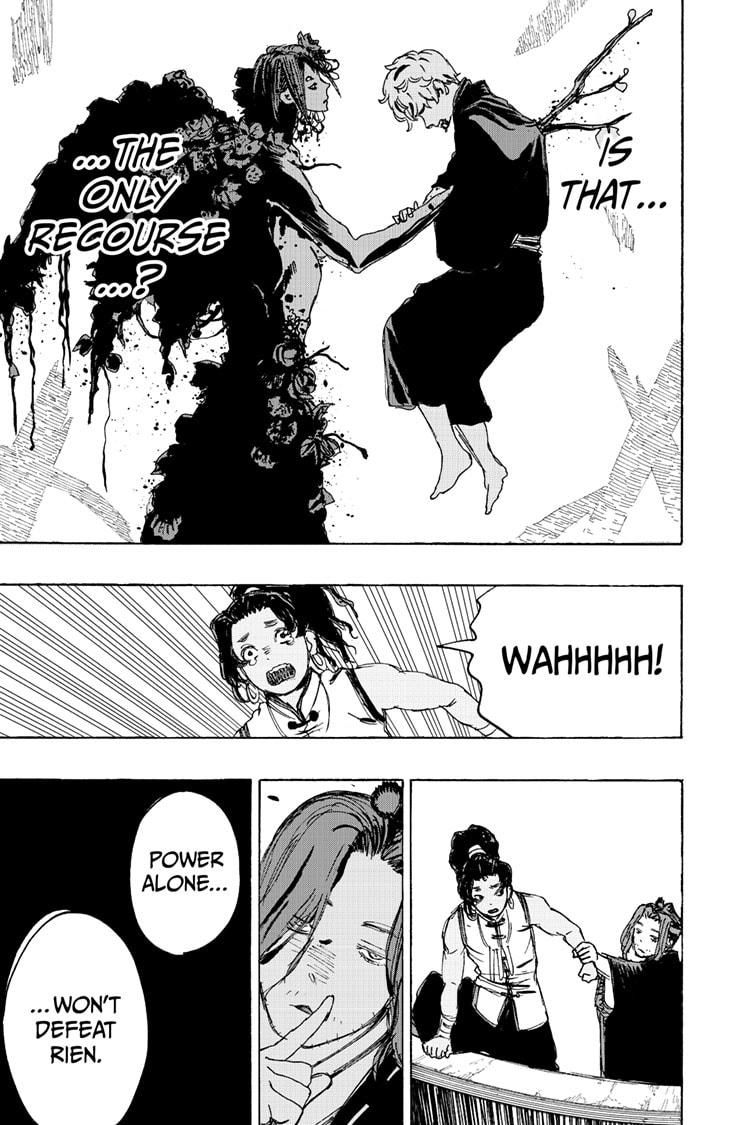 IS
THAT...
...THE
ONLY
RECOURSE
...?
WAHHHHH!
POWER
ALONE...
...WON'T
DEFEAT
RIEN.